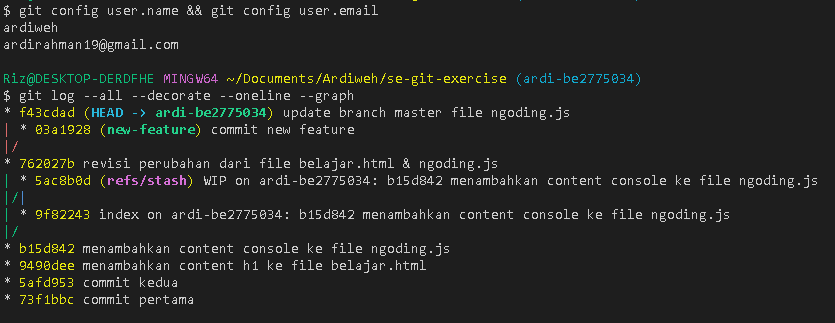 $ git config user.name && git config user.email
ardiweh
ardirahman19@gmail.com
Riz@DESKTOP-DERDFHE MINGW64 ~/Documents/Ardiweh/se-git-exercise (ardi-be2775034)
$ git log --all --decorate --oneline --graph
* f43cdad (HEAD -> ardi-be2775034) update branch master file ngoding.js
| * 03a1928 (new-feature) commit new feature
|/
* 762027b revisi perubahan dari file belajar.html & ngoding.js
| * 5ac8b0d (refs/stash) WIP on ardi-be2775034: b15d842 menambahkan content console ke file ngoding.js
|/|
| * 9f82243 index on ardi-be2775034: b15d842 menambahkan content console ke file ngoding.js
|/
* b15d842 menambahkan content console ke file ngoding.js
* 9490dee menambahkan content h1 ke file belajar.html
* 5afd953 commit kedua
* 73f1bbc commit pertama